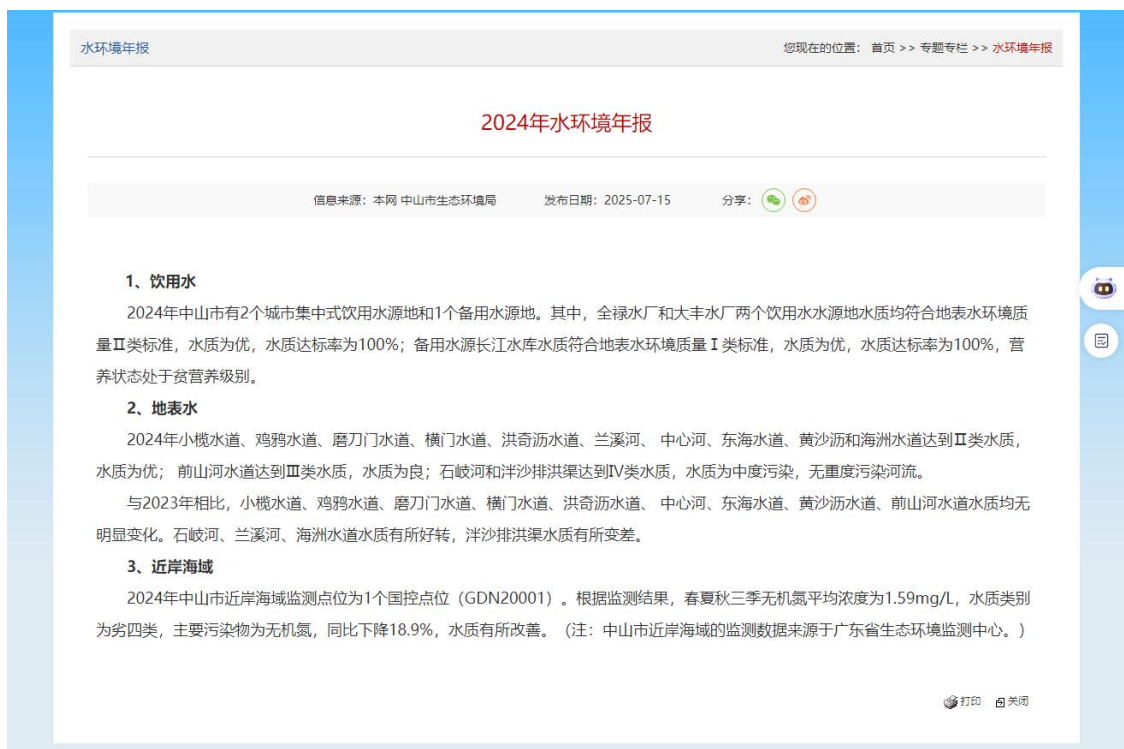 水环境年报
您现在的位置： 首页 >> 专题专栏 >> 水环境年报
2024年水环境年报
信息来源：本网 中山市生态环境局 发布日期：2025-07-15 分享：
1、饮用水
2024年中山市有2个城市集中式饮用水源地和1个备用水源地。其中，全禄水厂和大丰水厂两个饮用水水源地水质均符合地表水环境质
量Ⅱ类标准，水质为优，水质达标率为100%；备用水源长江水库水质符合地表水环境质量Ⅰ类标准，水质为优，水质达标率为100%，营
养状态处于贫营养级别。
2、地表水
2024年小榄水道、鸡鸦水道、磨刀门水道、横门水道、洪奇沥水道、兰溪河、 中心河、东海水道、黄沙沥和海洲水道达到Ⅱ类水质，
水质为优； 前山河水道达到Ⅲ类水质，水质为良；石岐河和泮沙排洪渠达到Ⅳ类水质，水质为中度污染，无重度污染河流。
与2023年相比，小榄水道、鸡鸦水道、磨刀门水道、横门水道、洪奇沥水道、 中心河、东海水道、黄沙沥水道、前山河水道水质均无
明显变化。石岐河、兰溪河、海洲水道水质有所好转，泮沙排洪渠水质有所变差。
3、近岸海域
2024年中山市近岸海域监测点位为1个国控点位（GDN20001）。根据监测结果，春夏秋三季无机氮平均浓度为1.59mg/L，水质类别
为劣四类，主要污染物为无机氮，同比下降18.9%，水质有所改善。（注：中山市近岸海域的监测数据来源于广东省生态环境监测中心。）
打印 关闭